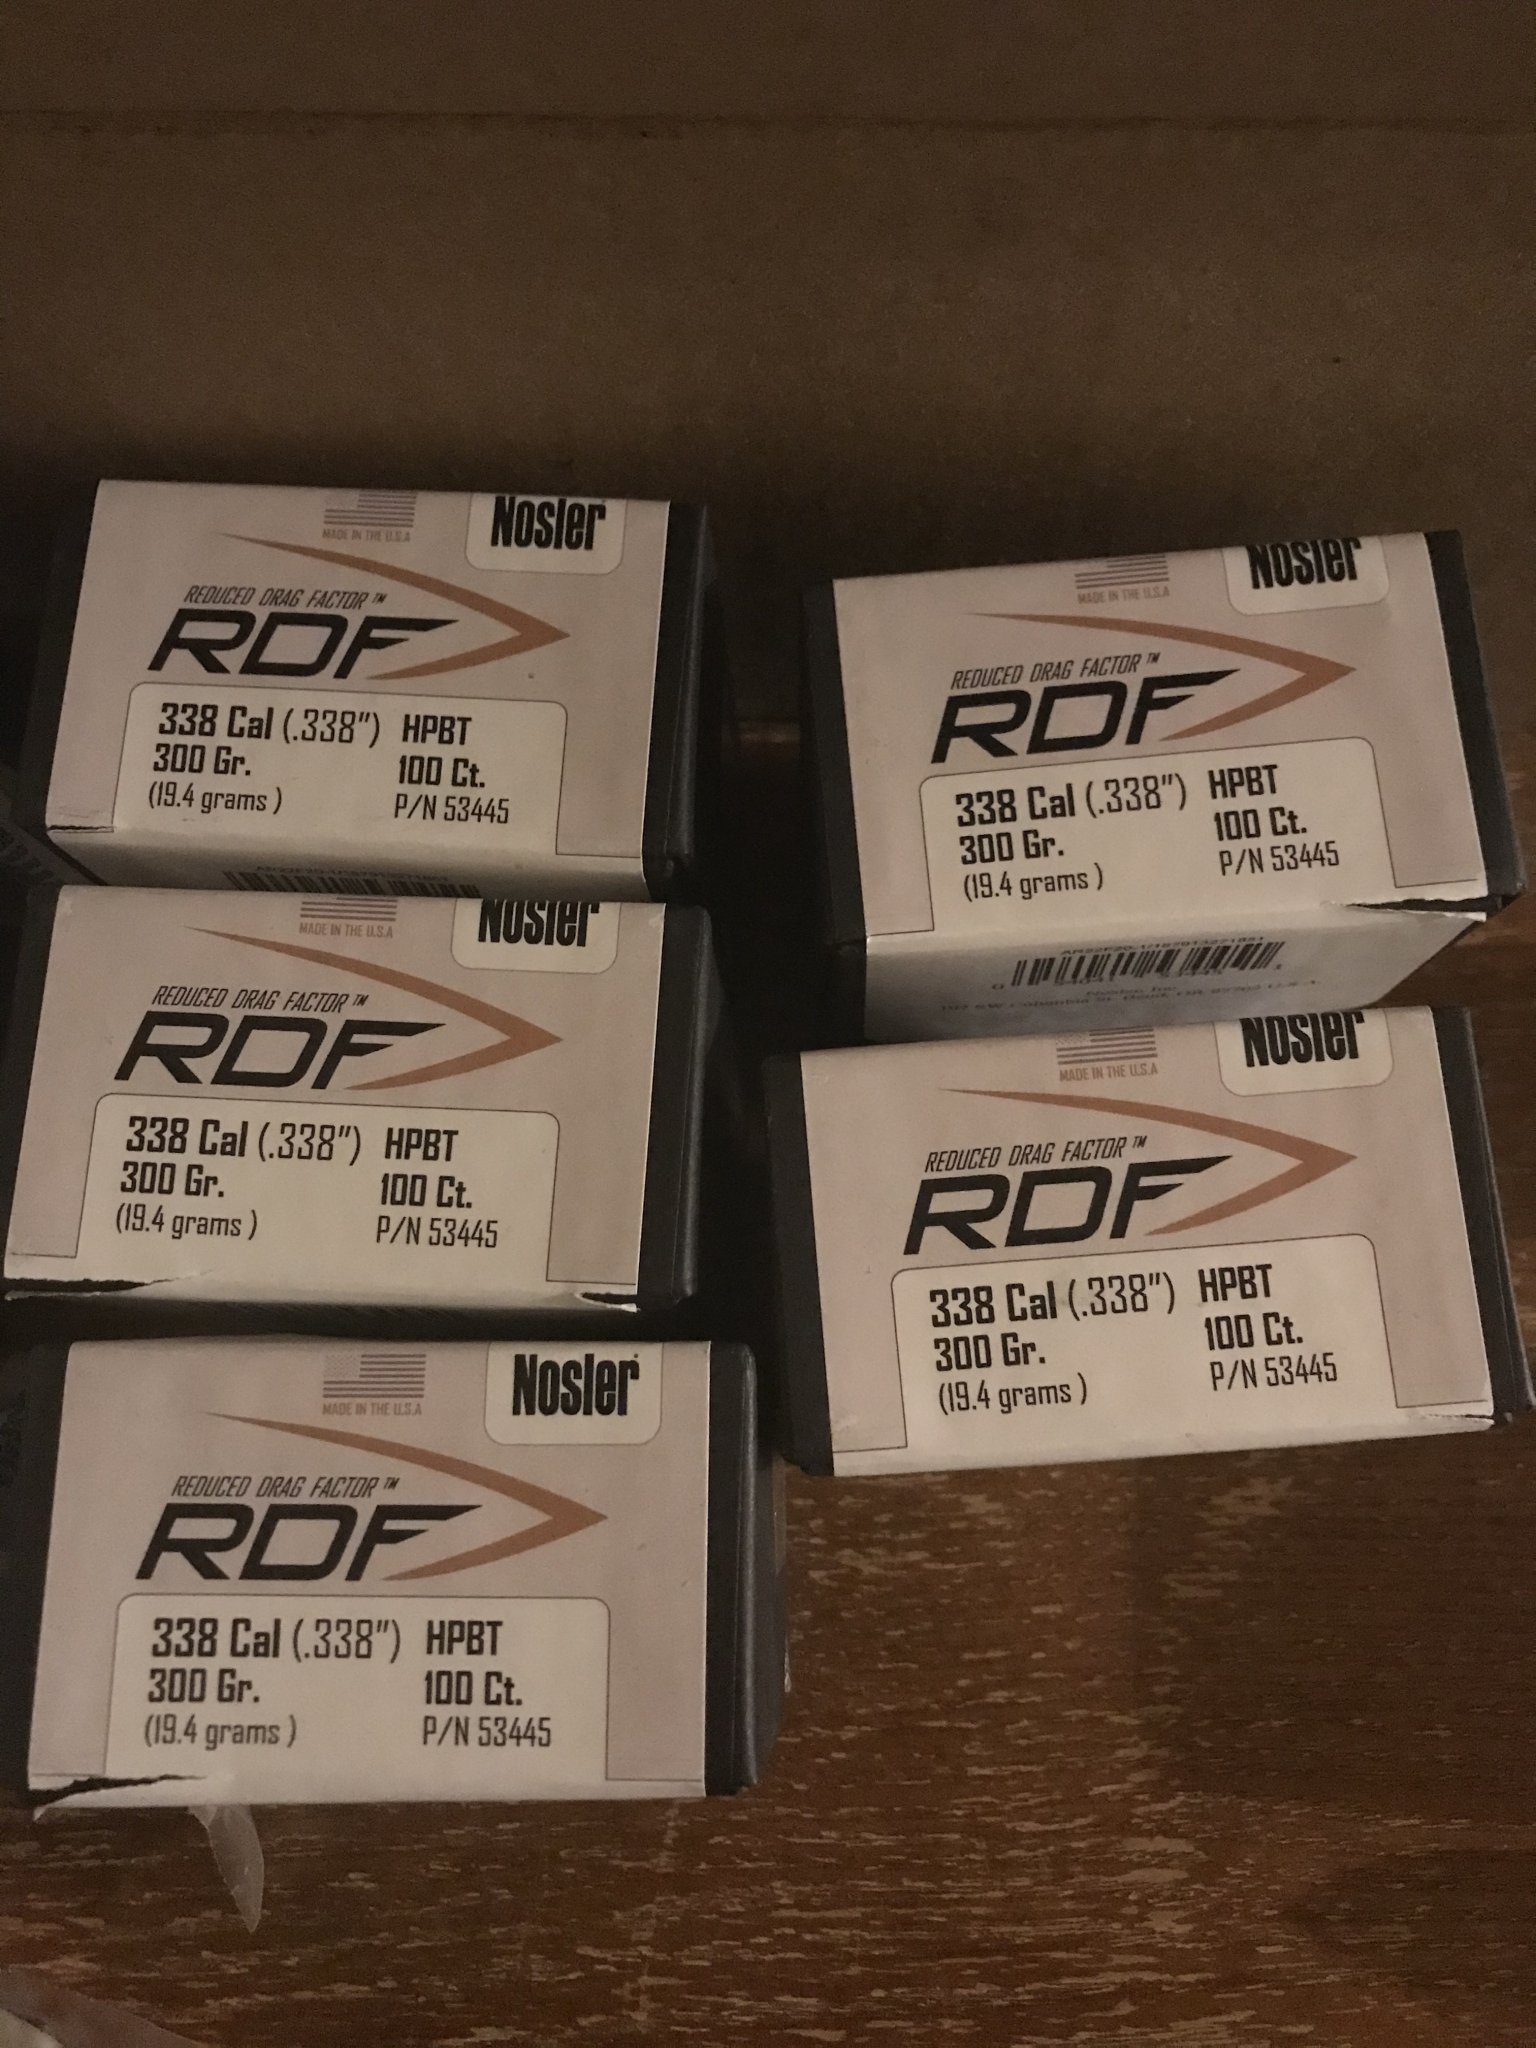 MADE IN THE U.S.A
Nosler
REDUCED DRAG FACTOR™
RDF
338 Cal (.338") HPBT
300 Gr. 100 Ct.
(19.4 grams ) P/N 53445
MADE IN THE U.S.A
Nosler
REDUCED DRAG FACTOR™
RDF
338 Cal (.338") HPBT
300 Gr. 100 Ct.
(19.4 grams ) P/N 53445
MADE IN THE U.S.A
Nosler
REDUCED DRAG FACTOR™
RDF
338 Cal (.338") HPBT
300 Gr. 100 Ct.
(19.4 grams ) P/N 53445
MADE IN THE U.S.A
Nosler
REDUCED DRAG FACTOR™
RDF
338 Cal (.338") HPBT
300 Gr. 100 Ct.
(19.4 grams ) P/N 53445
Nosler, Inc.
MADE IN THE U.S.A
Nosler
REDUCED DRAG FACTOR™
RDF
338 Cal (.338") HPBT
300 Gr. 100 Ct.
(19.4 grams ) P/N 53445